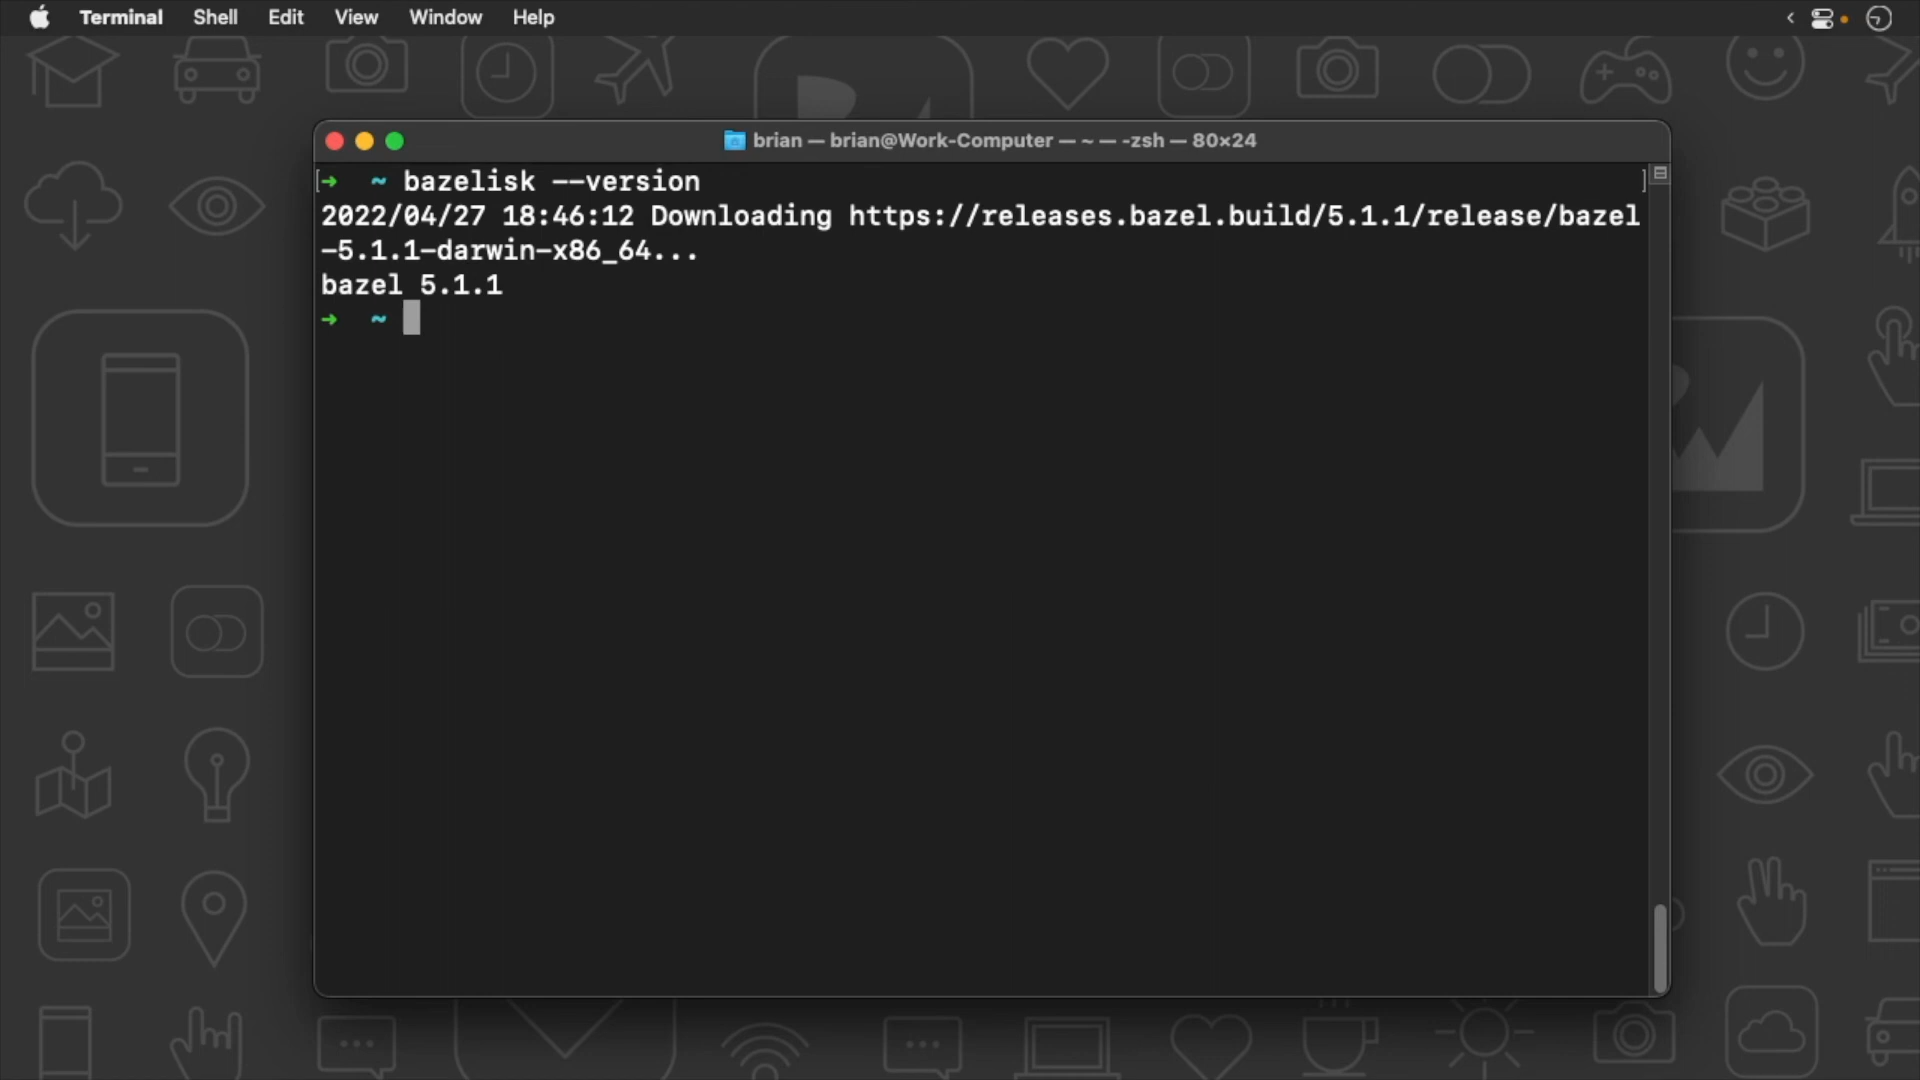 Terminal Shell Edit View Window Help
brian — brian@Work-Computer — ~ — -zsh — 80×24
[➜  ~ bazelisk --version ]
2022/04/27 18:46:12 Downloading https://releases.bazel.build/5.1.1/release/bazel
-5.1.1-darwin-x86_64...
bazel 5.1.1
➜  ~